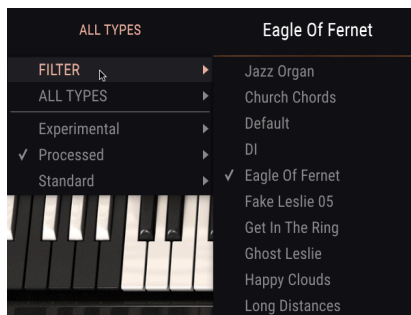 ALL TYPES
FILTER
ALL TYPES
Experimental
✓ Processed
Standard
Eagle Of Fernet
Jazz Organ
Church Chords
Default
DI
✓ Eagle Of Fernet
Fake Leslie 05
Get In The Ring
Ghost Leslie
Happy Clouds
Long Distances